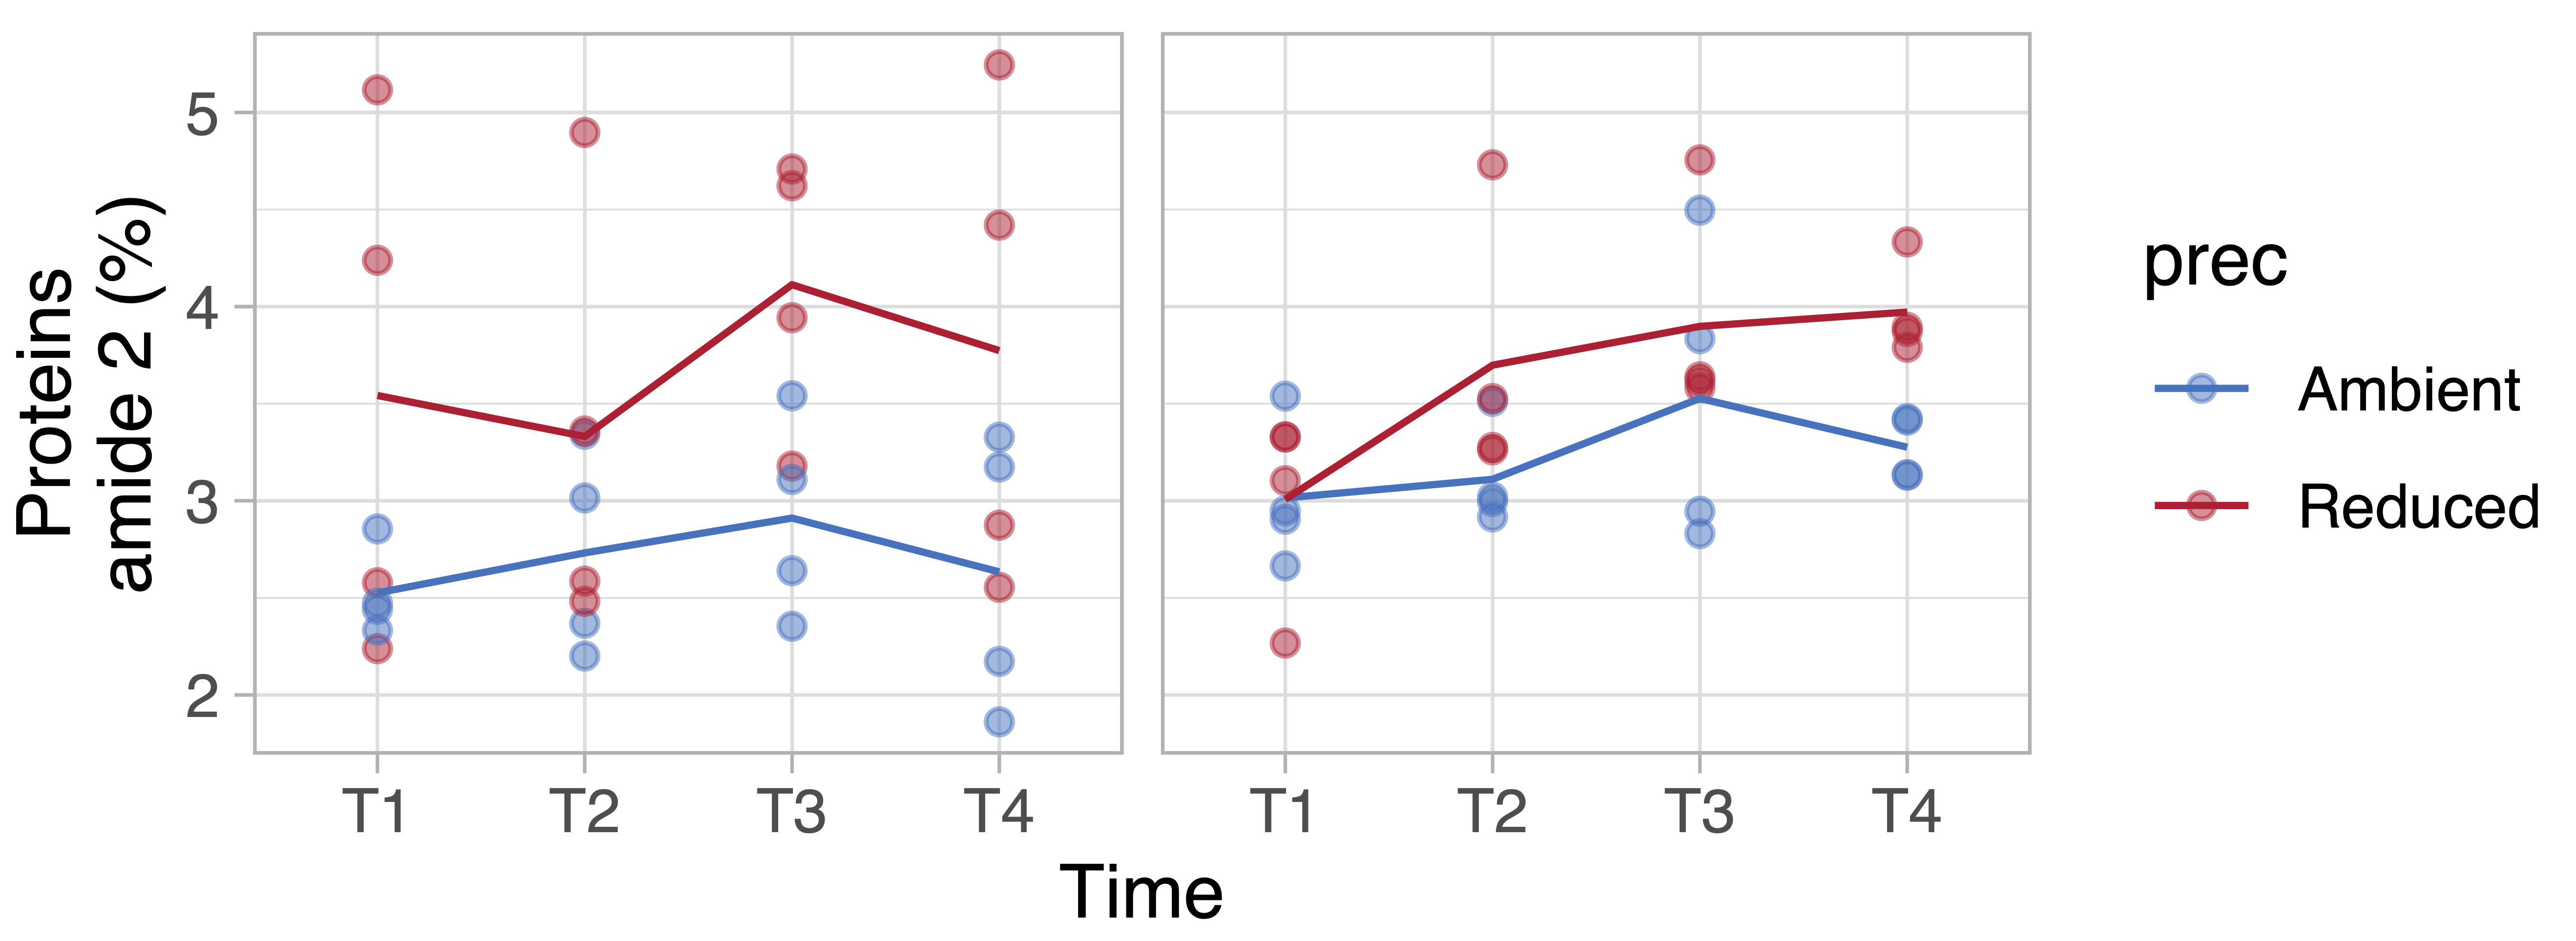 Proteins
amide 2 (%)
5
4
3
2
T1 T2 T3 T4
T1 T2 T3 T4
Time
prec
Ambient
Reduced